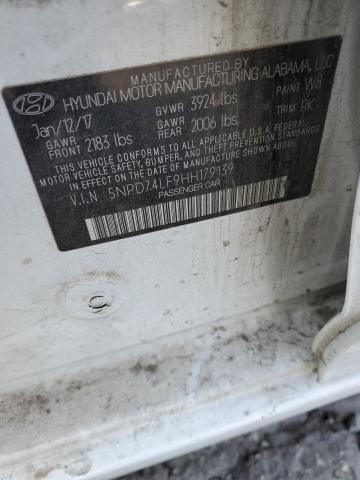 MANUFACTURED BY
HYUNDAI MOTOR MANUFACTURING ALABAMA, LLC
Jan/12/17 GVWR 3924 lbs PAINT VW8
GAWR FRONT 2183 lbs GAWR REAR 2006 lbs TRIM PK
THIS VEHICLE CONFORMS TO ALL APPLICABLE U.S.A. FEDERAL
MOTOR VEHICLE SAFETY, BUMPER, AND THEFT PREVENTION
STANDARDS IN EFFECT ON THE DATE OF MANUFACTURE SHOWN ABOVE.
V.I.N 5NPD74LF9HH179139
PASSENGER CAR